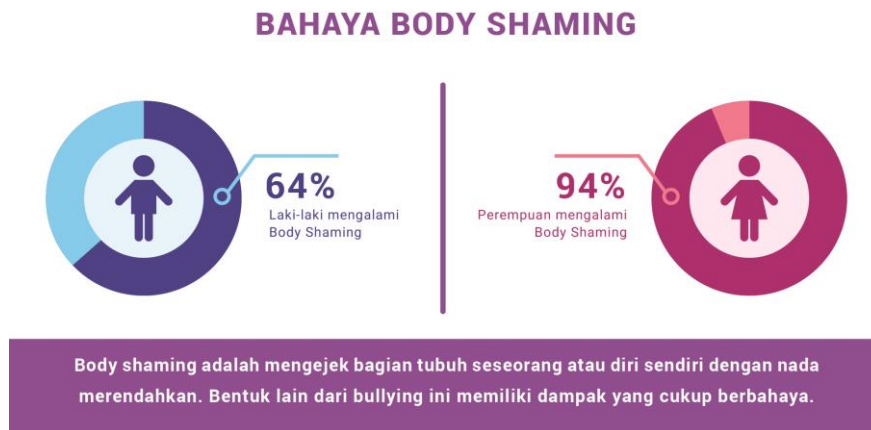 BAHAYA BODY SHAMING
64%
Laki-laki mengalami
Body Shaming
94%
Perempuan mengalami
Body Shaming
Body shaming adalah mengejek bagian tubuh seseorang atau diri sendiri dengan nada
merendahkan. Bentuk lain dari bullying ini memiliki dampak yang cukup berbahaya.